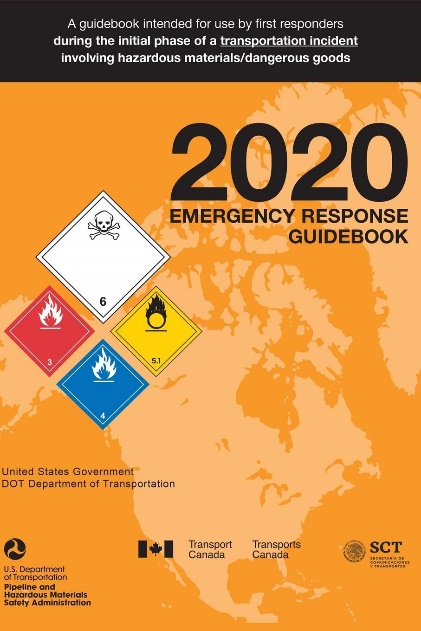 A guidebook intended for use by first responders
during the initial phase of a transportation incident
involving hazardous materials/dangerous goods
2020
EMERGENCY RESPONSE
GUIDEBOOK
6
3
5.1
4
United States Government
DOT Department of Transportation
U.S. Department
of Transportation
Pipeline and
Hazardous Materials
Safety Administration
Transport
Canada
Transports
Canada
SCT
SECRETARÍA DE
COMUNICACIONES
Y TRANSPORTES